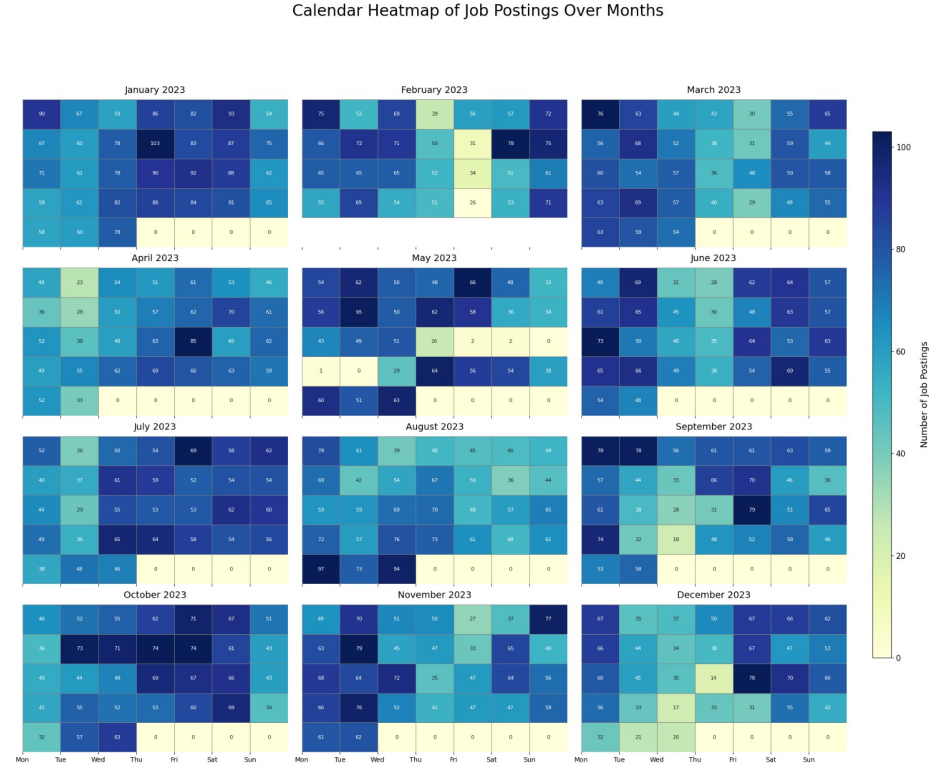 Calendar Heatmap of Job Postings Over Months
January 2023
90 67 59 86 82 93 54
67 60 78 103 83 87 75
71 61 78 90 92 88 62
58 62 82 86 84 81 65
58 60 78 0 0 0 0
February 2023
75 52 69 39 56 57 72
66 72 71 50 31 78 75
65 65 65 52 34 51 61
55 69 54 51 26 53 71
March 2023
76 63 44 43 30 55 65
56 68 52 38 31 59 44
60 54 57 36 48 59 58
63 69 57 40 29 49 55
63 59 54 0 0 0 0
April 2023
48 23 54 51 61 53 46
36 28 50 57 62 70 61
52 38 49 63 85 49 62
49 55 62 69 66 63 59
52 33 0 0 0 0 0
May 2023
54 62 50 48 66 48 33
56 65 50 62 58 36 34
43 49 51 16 2 2 0
1 0 29 64 56 54 38
60 51 63 0 0 0 0
June 2023
49 69 31 28 62 64 57
61 65 45 30 48 63 57
73 50 40 35 64 53 63
65 66 49 38 54 69 55
54 48 0 0 0 0 0
July 2023
52 26 50 54 69 58 62
40 37 61 59 52 54 54
44 29 55 53 53 62 60
49 36 65 64 58 54 56
38 48 46 0 0 0 0
August 2023
78 61 39 48 45 46 49
69 42 54 67 50 36 44
59 59 69 70 48 57 65
72 57 76 73 61 48 61
97 73 94 0 0 0 0
September 2023
78 78 56 61 61 63 59
57 44 33 66 70 46 36
61 38 28 31 79 51 65
74 32 18 48 52 58 46
53 58 0 0 0 0 0
October 2023
46 52 55 62 71 67 51
36 73 71 74 74 61 43
40 44 49 69 67 66 43
41 55 52 53 60 69 34
32 57 63 0 0 0 0
Mon Tue Wed Thu Fri Sat Sun
November 2023
49 70 51 50 27 37 77
63 79 45 47 33 65 40
68 64 72 35 47 64 56
66 76 52 41 47 47 58
61 62 0 0 0 0 0
Mon Tue Wed Thu Fri Sat Sun
December 2023
67 35 37 50 67 66 62
66 44 34 38 67 47 53
60 45 35 14 78 70 60
56 33 17 33 31 55 42
32 21 20 0 0 0 0
Mon Tue Wed Thu Fri Sat Sun
100
80
60
40
20
0
Number of Job Postings